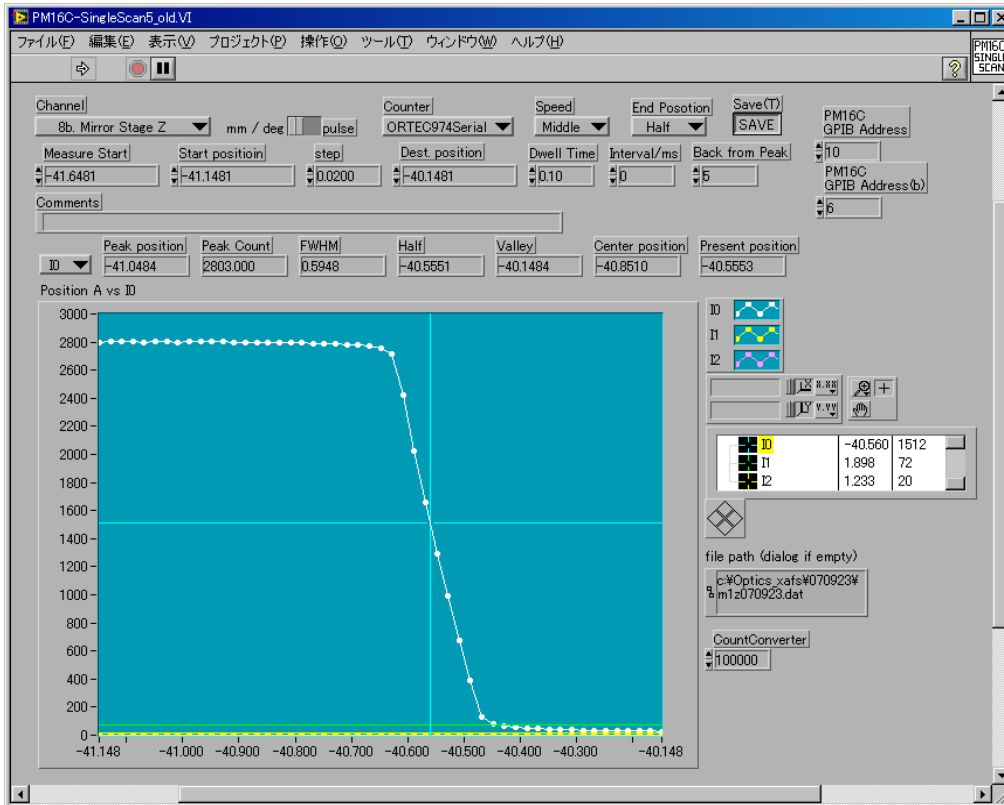 PM16C-SingleScan5_old.VI
ファイル(F) 編集(E) 表示(V) プロジェクト(P) 操作(O) ツール(T) ウィンドウ(W) ヘルプ(H)
PM16C
SINGL
SCAN
Channel Counter Speed End Posotion Save(T)
8b. Mirror Stage Z mm / deg pulse ORTEC974Serial Middle Half SAVE
PM16C
GPIB Address
10
Measure Start Start positioin step Dest. position Dwell Time Interval/ms Back from Peak
-41.6481 -41.1481 0.0200 -40.1481 0.10 0 5
PM16C
GPIB Address(b)
6
Comments
Peak position Peak Count FWHM Half Valley Center position Present position
I0 -41.0484 2803.000 0.5948 -40.5551 -40.1484 -40.8510 -40.5553
Position A vs I0
3000
2800
2600
2400
2200
2000
1800
1600
1400
1200
1000
800
600
400
200
0
-41.148 -41.000 -40.900 -40.800 -40.700 -40.600 -40.500 -40.400 -40.300 -40.148
I0
I1
I2
X X.XX
Y Y.YY
I0 -40.560 1512
I1 1.898 72
I2 1.233 20
file path (dialog if empty)
c:¥Optics_xafs¥070923¥
m1z070923.dat
CountConverter
100000